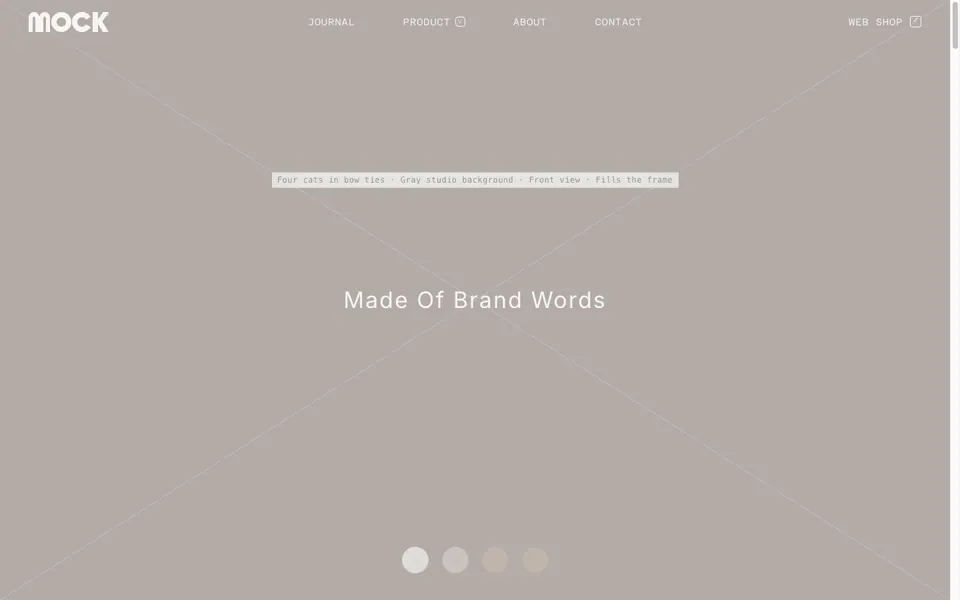 MOCK
JOURNAL
PRODUCT
ABOUT
CONTACT
WEB SHOP
Four cats in bow ties · Gray studio background · Front view · Fills the frame
Made Of Brand Words